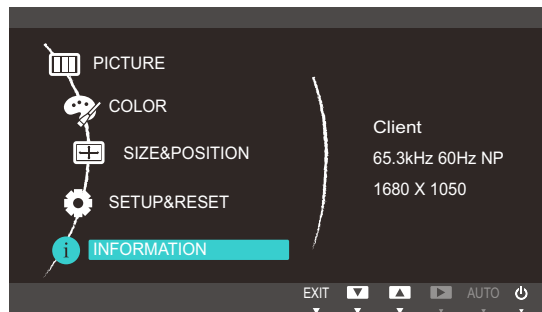 PICTURE
COLOR
SIZE&POSITION
SETUP&RESET
INFORMATION
Client
65.3kHz 60Hz NP
1680 X 1050
EXIT
AUTO